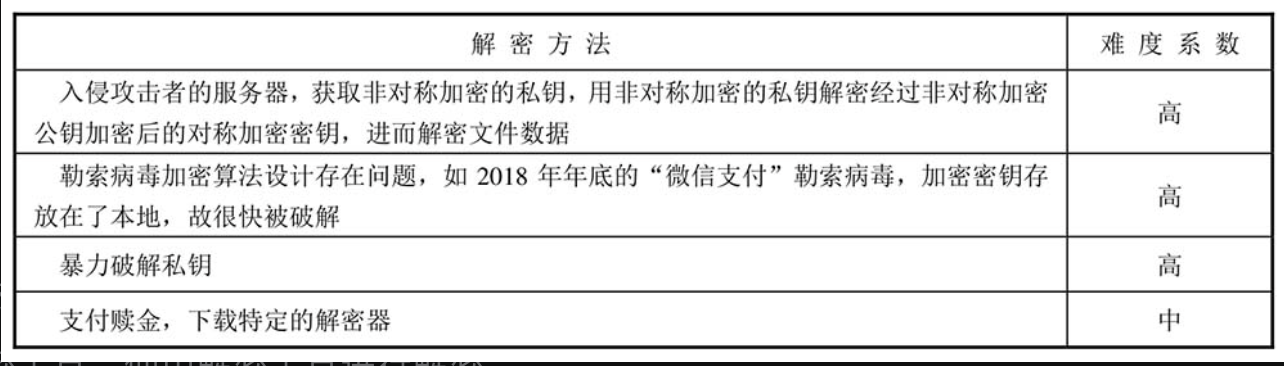 解密方法 难度系数
入侵攻击者的服务器，获取非对称加密的私钥，用非对称加密的私钥解密经过非对称加密
公钥加密后的对称加密密钥，进而解密文件数据
高
勒索病毒加密算法设计存在问题，如 2018 年年底的“微信支付”勒索病毒，加密密钥存
放在了本地，故很快被破解
高
暴力破解私钥 高
支付赎金，下载特定的解密器 中